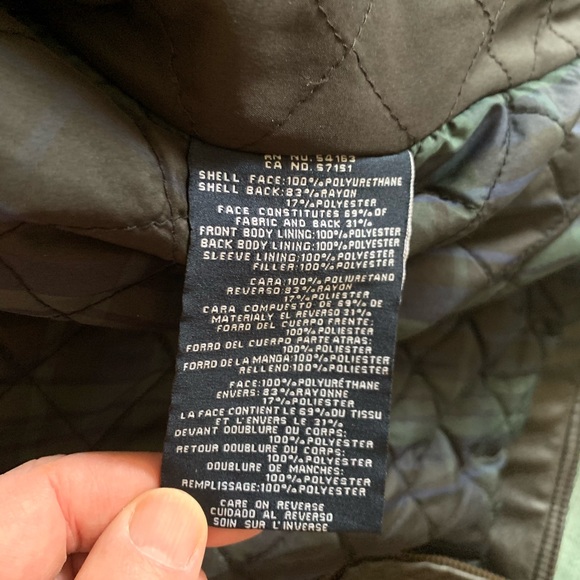 RN NO. 54163
CA NO. 57151
SHELL FACE:100%POLYURETHANE
SHELL BACK:83%RAYON
17%POLYESTER
FACE CONSTITUTES 69% OF
FABRIC AND BACK 31%
FRONT BODY LINING:100%POLYESTER
BACK BODY LINING:100%POLYESTER
SLEEVE LINING:100%POLYESTER
FILLER:100%POLYESTER
CARA:100%POLIURETANO
REVERSO:83%RAYON
17%POLIESTER
CARA COMPUESTO DE 69%DE
MATERIALY EL REVERSO 31%
FORRO DEL CUERPO FRENTE:
100%POLIESTER
FORRO DEL CUERPO PARTE ATRAS:
100%POLIESTER
FORRO DE LA MANGA:100%POLIESTER
RELLENO:100%POLIESTER
FACE:100%POLYURÉTHANE
ENVERS:83%RAYONNE
17%POLYESTER
LA FACE CONTIENT LE 69%DU TISSU
ET L'ENVERS LE 31%
DEVANT DOUBLURE DU CORPS:
100%POLYESTER
RETOUR DOUBLURE DU CORPS:
100%POLYESTER
DOUBLURE DE MANCHES:
100%POLYESTER
REMPLISSAGE:100%POLYESTER
CARE ON REVERSE
CUIDADO AL REVERSO
SOIN SUR L'INVERSE